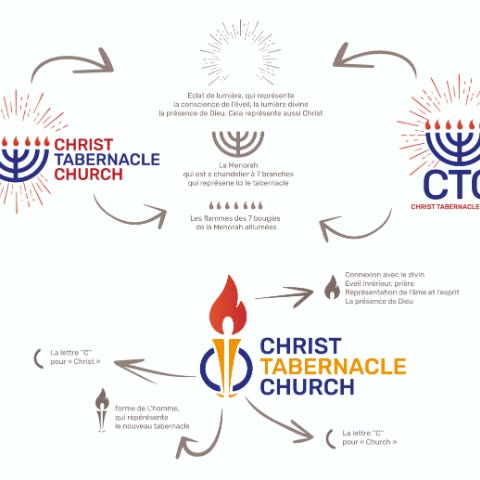 Eclat de lumière, qui représente
la conscience de l'éveil, la lumière divine
la présence de Dieu. Cela représente aussi Christ
CHRIST
TABERNACLE
CHURCH
La Menorah
qui est e chandelier à 7 branches
qui représene ici le tabernacle
CTC
CHRIST TABERNACLE
Les flammes des 7 bougies
de la Menorah alliumées
Connexion avec le divin
Eveil inrérieur, prière
Représentation de l'âme et l'esprit
La présence de Dieu
CHRIST
TABERNACLE
CHURCH
La lettre "C"
pour « Christ »
forme de L'homme,
qui repérésente
le nouveau tabernacle
La lettre "C"
pour « Church »